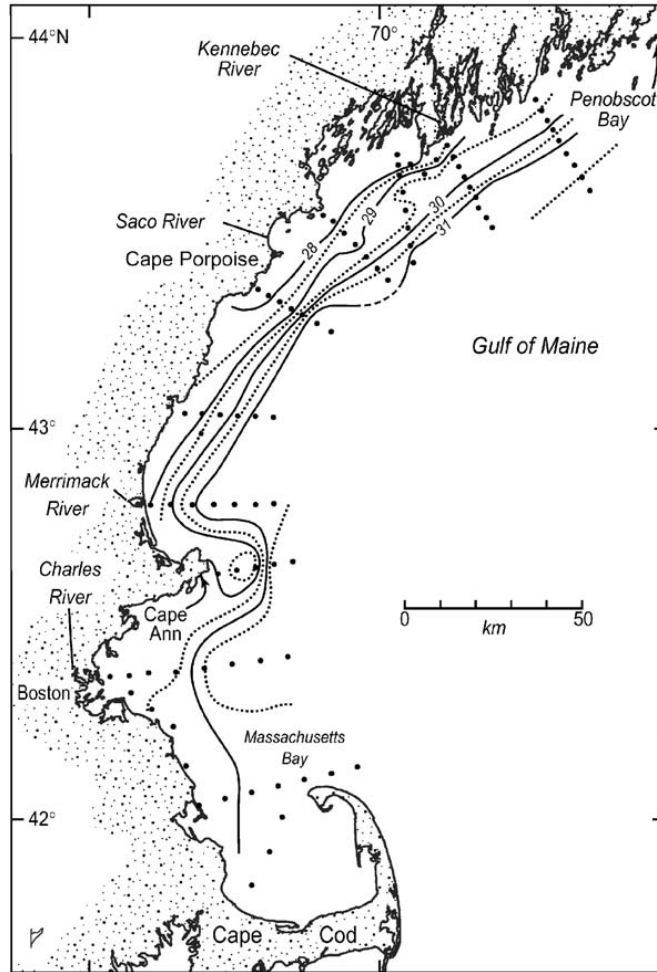 44°N
70°
Kennebec
River
Penobscot
Bay
Saco River
Cape Porpoise
28
29
30
31
Gulf of Maine
43°
Merrimack
River
Charles
River
Cape
Ann
0
50
km
Boston
Massachusetts
Bay
42°
Cape Cod